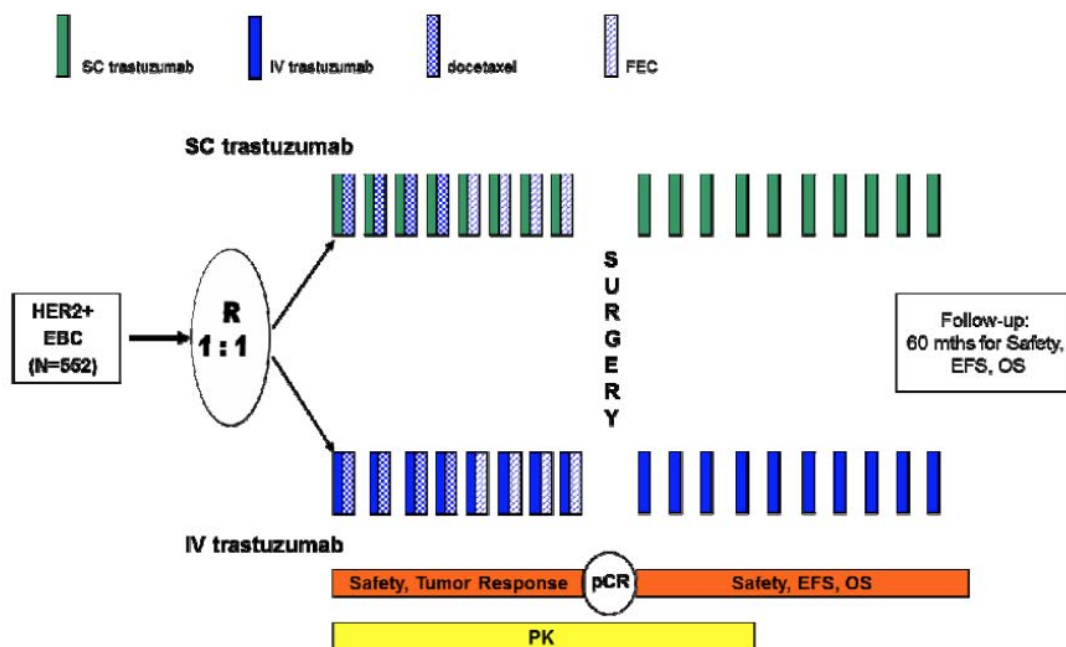 SC trastuzumab
IV trastuzumab
docetaxel
FEC
SC trastuzumab
HER2+
EBC
(N=552)
R
1 : 1
SURGERY
Follow-up:
60 mths for Safety,
EFS, OS
IV trastuzumab
Safety, Tumor Response
pCR
Safety, EFS, OS
PK